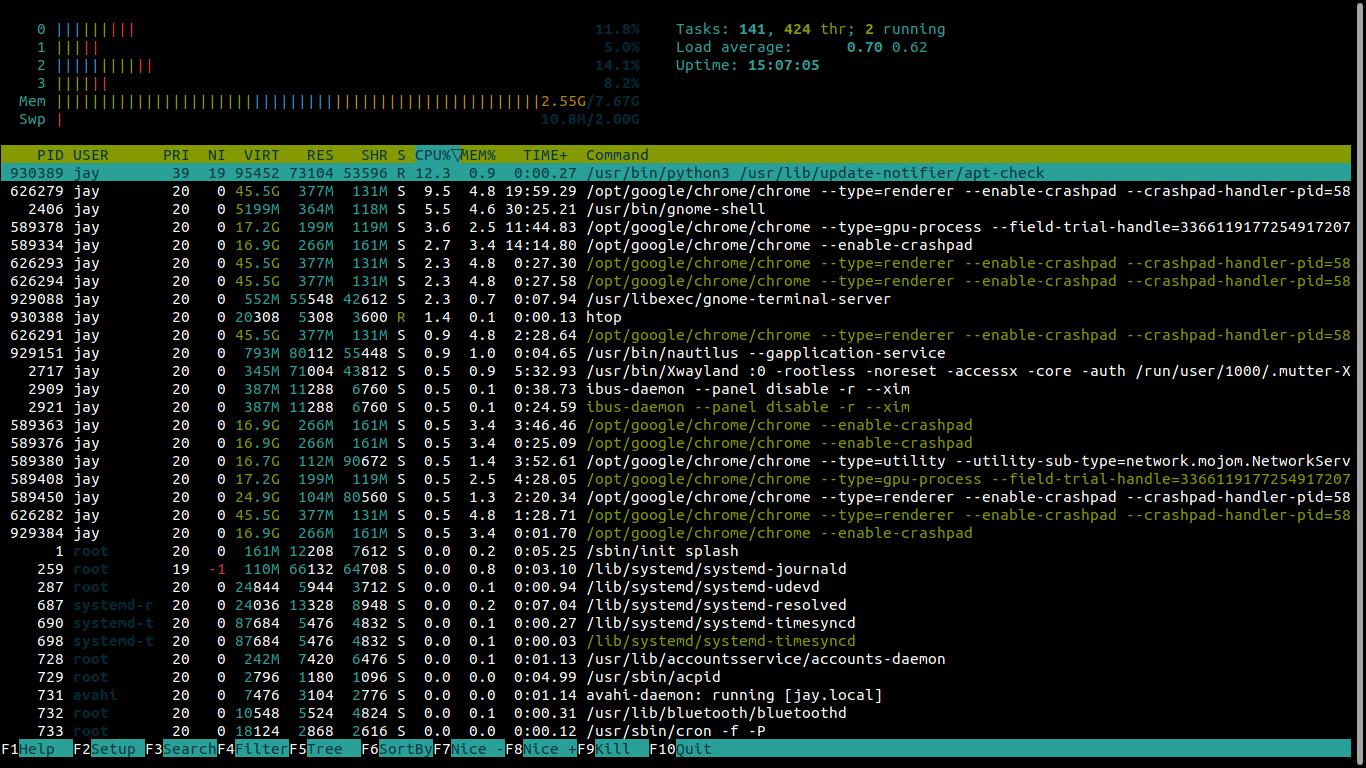 0 11.8% Tasks: 141, 424 thr; 2 running
1 5.0% Load average: 0.70 0.62
2 14.1% Uptime: 15:07:05
3 8.2%
Mem 2.55G/7.67G
Swp 10.8M/2.00G
PID USER PRI NI VIRT RES SHR S CPU%▽MEM% TIME+ Command
930389 jay 39 19 95452 73104 53596 R 12.3 0.9 0:00.27 /usr/bin/python3 /usr/lib/update-notifier/apt-check
626279 jay 20 0 45.5G 377M 131M S 9.5 4.8 19:59.29 /opt/google/chrome/chrome --type=renderer --enable-crashpad --crashpad-handler-pid=58
2406 jay 20 0 5199M 364M 118M S 5.5 4.6 30:25.21 /usr/bin/gnome-shell
589378 jay 20 0 17.2G 199M 119M S 3.6 2.5 11:44.83 /opt/google/chrome/chrome --type=gpu-process --field-trial-handle=3366119177254917207
589334 jay 20 0 16.9G 266M 161M S 2.7 3.4 14:14.80 /opt/google/chrome/chrome --enable-crashpad
626293 jay 20 0 45.5G 377M 131M S 2.3 4.8 0:27.30 /opt/google/chrome/chrome --type=renderer --enable-crashpad --crashpad-handler-pid=58
626294 jay 20 0 45.5G 377M 131M S 2.3 4.8 0:27.58 /opt/google/chrome/chrome --type=renderer --enable-crashpad --crashpad-handler-pid=58
929088 jay 20 0 552M 55548 42612 S 2.3 0.7 0:07.94 /usr/libexec/gnome-terminal-server
930388 jay 20 0 20308 5308 3600 R 1.4 0.1 0:00.13 htop
626291 jay 20 0 45.5G 377M 131M S 0.9 4.8 2:28.64 /opt/google/chrome/chrome --type=renderer --enable-crashpad --crashpad-handler-pid=58
929151 jay 20 0 793M 80112 55448 S 0.9 1.0 0:04.65 /usr/bin/nautilus --gapplication-service
2717 jay 20 0 345M 71004 43812 S 0.5 0.9 5:32.93 /usr/bin/Xwayland :0 -rootless -noreset -accessx -core -auth /run/user/1000/.mutter-X
2909 jay 20 0 387M 11288 6760 S 0.5 0.1 0:38.73 ibus-daemon --panel disable -r --xim
2921 jay 20 0 387M 11288 6760 S 0.5 0.1 0:24.59 ibus-daemon --panel disable -r --xim
589363 jay 20 0 16.9G 266M 161M S 0.5 3.4 3:46.46 /opt/google/chrome/chrome --enable-crashpad
589376 jay 20 0 16.9G 266M 161M S 0.5 3.4 0:25.09 /opt/google/chrome/chrome --enable-crashpad
589380 jay 20 0 16.7G 112M 90672 S 0.5 1.4 3:52.61 /opt/google/chrome/chrome --type=utility --utility-sub-type=network.mojom.NetworkServ
589408 jay 20 0 17.2G 199M 119M S 0.5 2.5 4:28.05 /opt/google/chrome/chrome --type=gpu-process --field-trial-handle=3366119177254917207
589450 jay 20 0 24.9G 104M 80560 S 0.5 1.3 2:20.34 /opt/google/chrome/chrome --type=renderer --enable-crashpad --crashpad-handler-pid=58
626282 jay 20 0 45.5G 377M 131M S 0.5 4.8 1:28.71 /opt/google/chrome/chrome --type=renderer --enable-crashpad --crashpad-handler-pid=58
929384 jay 20 0 16.9G 266M 161M S 0.5 3.4 0:01.70 /opt/google/chrome/chrome --enable-crashpad
1 root 20 0 161M 12208 7612 S 0.0 0.2 0:05.25 /sbin/init splash
259 root 19 -1 110M 66132 64708 S 0.0 0.8 0:03.10 /lib/systemd/systemd-journald
287 root 20 0 24844 5944 3712 S 0.0 0.1 0:00.94 /lib/systemd/systemd-udevd
687 systemd-r 20 0 24036 13328 8948 S 0.0 0.2 0:07.04 /lib/systemd/systemd-resolved
690 systemd-t 20 0 87684 5476 4832 S 0.0 0.1 0:00.27 /lib/systemd/systemd-timesyncd
698 systemd-t 20 0 87684 5476 4832 S 0.0 0.1 0:00.03 /lib/systemd/systemd-timesyncd
728 root 20 0 242M 7420 6476 S 0.0 0.1 0:01.13 /usr/lib/accountsservice/accounts-daemon
729 root 20 0 2796 1180 1096 S 0.0 0.0 0:04.99 /usr/sbin/acpid
731 avahi 20 0 7476 3104 2776 S 0.0 0.0 0:01.14 avahi-daemon: running [jay.local]
732 root 20 0 10548 5524 4824 S 0.0 0.1 0:00.31 /usr/lib/bluetooth/bluetoothd
733 root 20 0 18124 2868 2616 S 0.0 0.0 0:00.12 /usr/sbin/cron -f -P
F1Help F2Setup F3SearchF4FilterF5Tree F6SortByF7Nice -F8Nice +F9Kill F10Quit